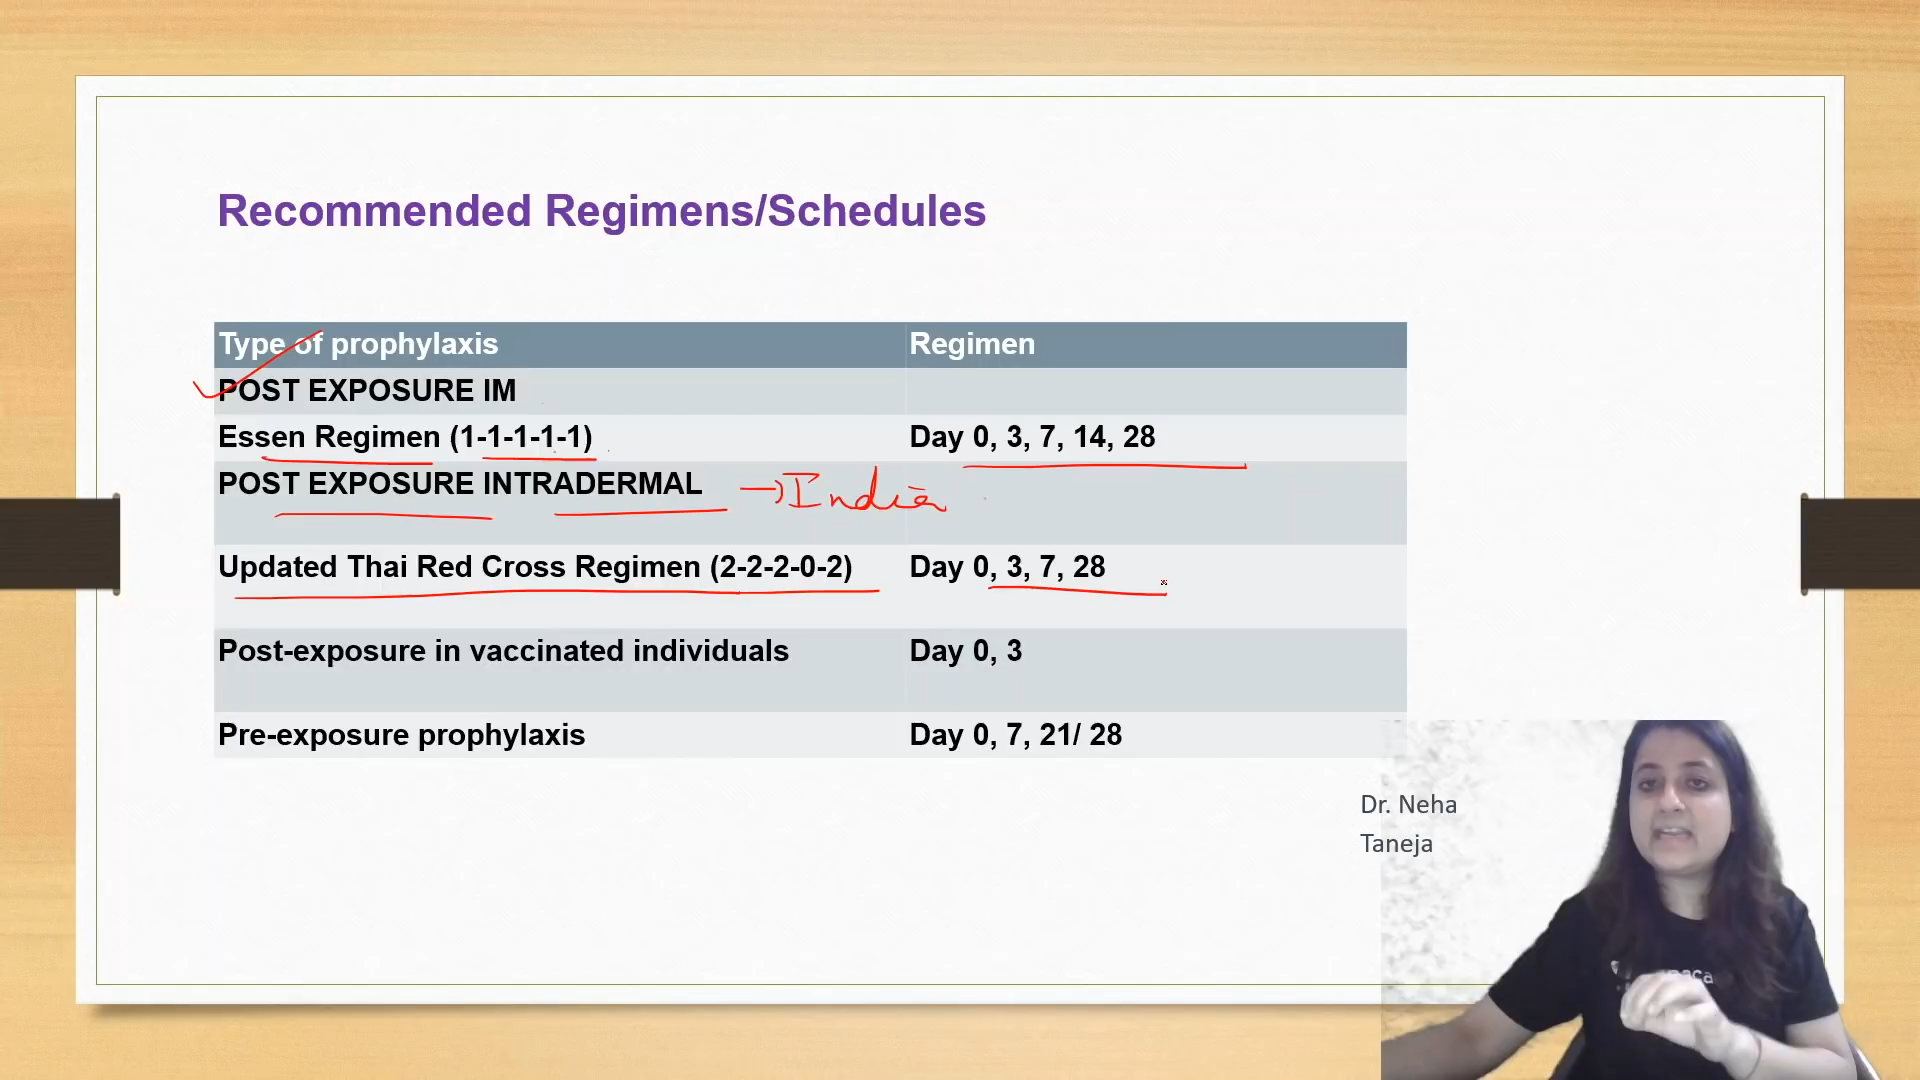 Recommended Regimens/Schedules
Type of prophylaxis Regimen
POST EXPOSURE IM
Essen Regimen (1-1-1-1-1) Day 0, 3, 7, 14, 28
POST EXPOSURE INTRADERMAL → India
Updated Thai Red Cross Regimen (2-2-2-0-2) Day 0, 3, 7, 28
Post-exposure in vaccinated individuals Day 0, 3
Pre-exposure prophylaxis Day 0, 7, 21/ 28
Dr. Neha
Taneja